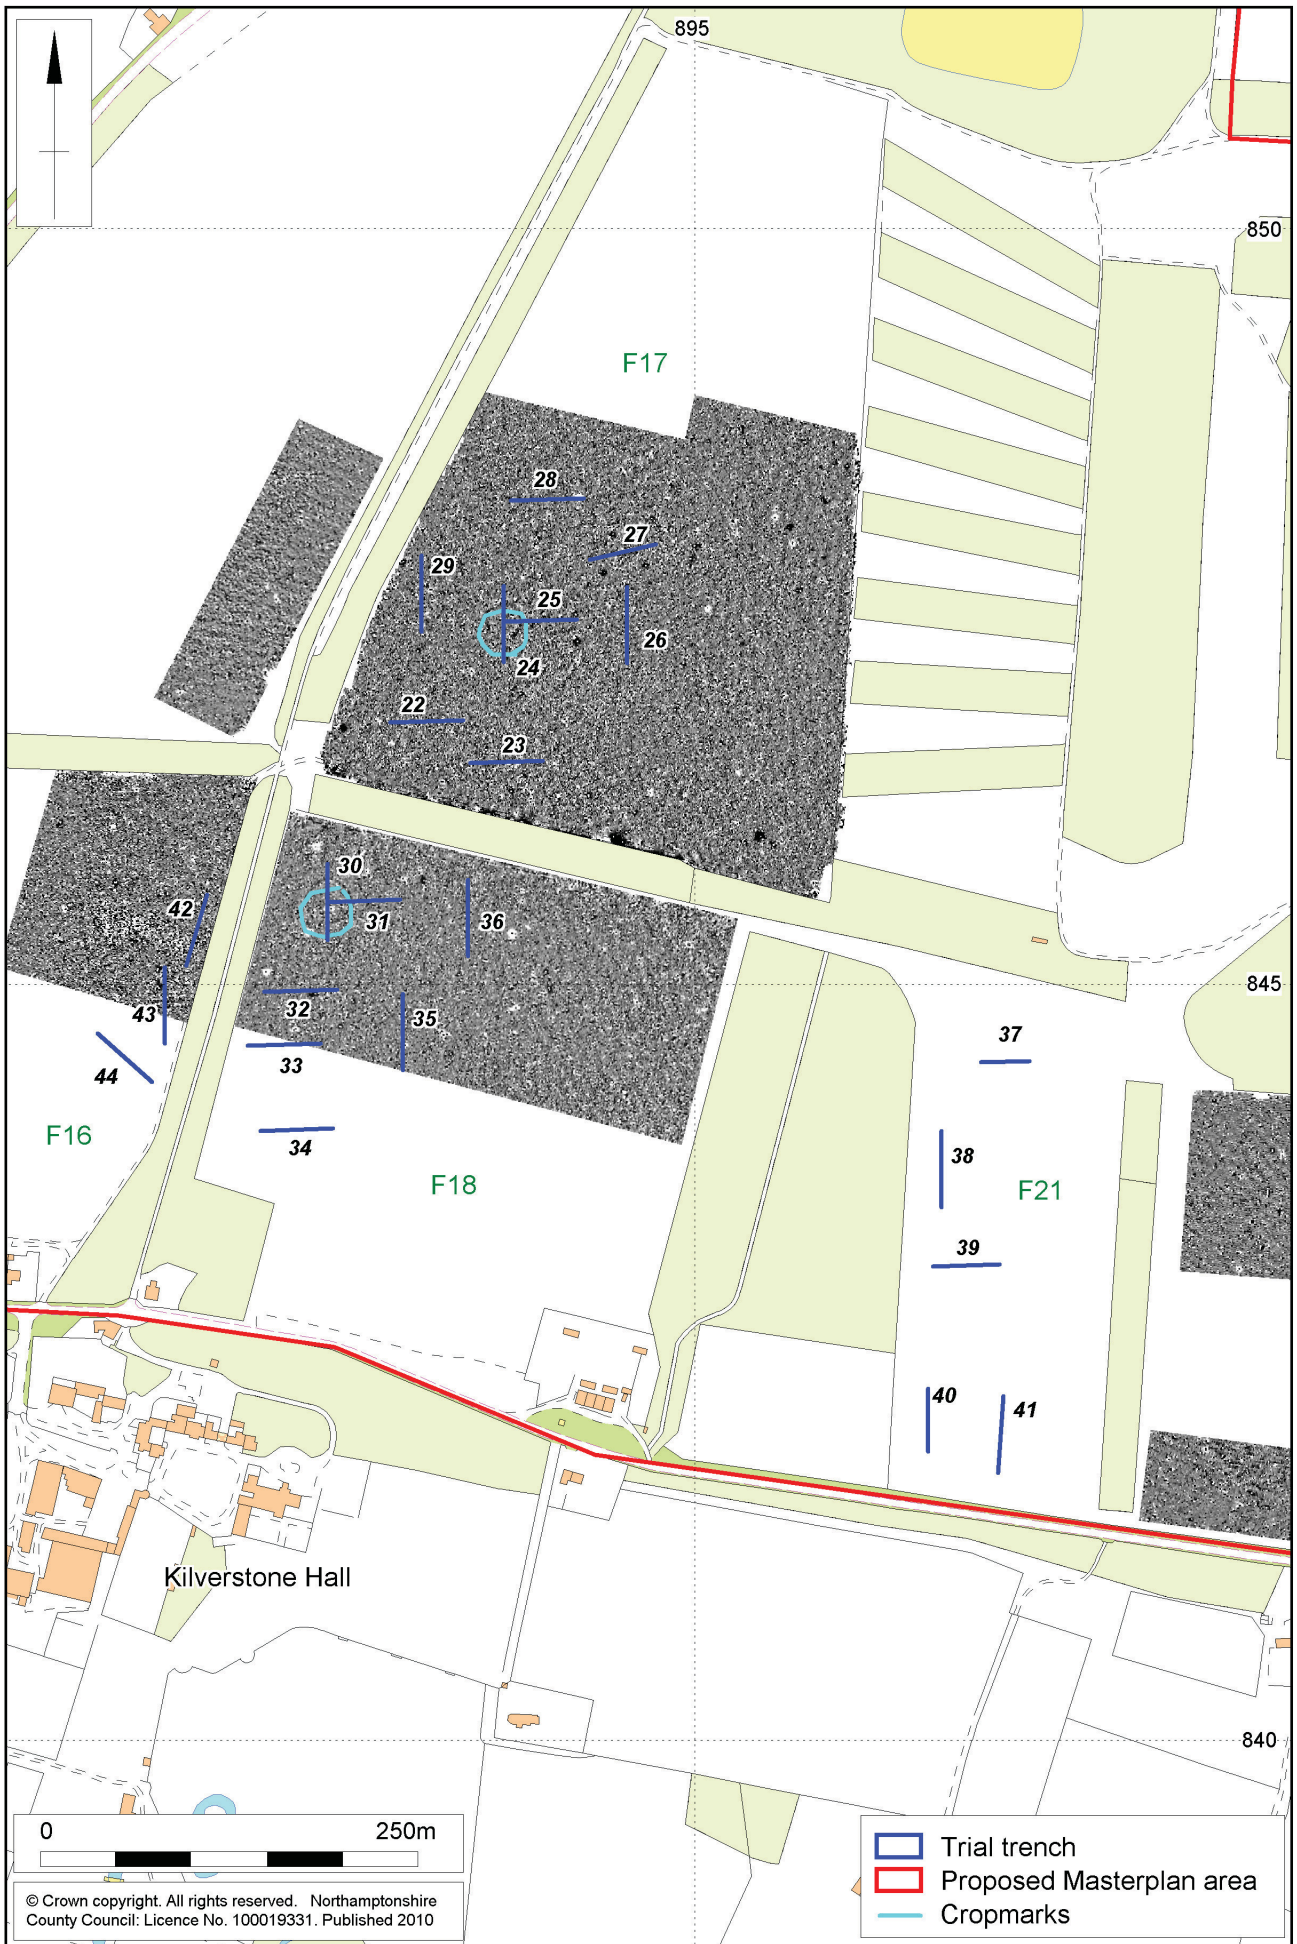 895
850
F17
28
27
29
25
26
24
22
23
30
42
31
36
845
32
43
35
37
33
44
F16
34
38
F18
F21
39
40
41
Kilverstone Hall
840
0 250m
© Crown copyright. All rights reserved. Northamptonshire
County Council: Licence No. 100019331. Published 2010
Trial trench
Proposed Masterplan area
Cropmarks